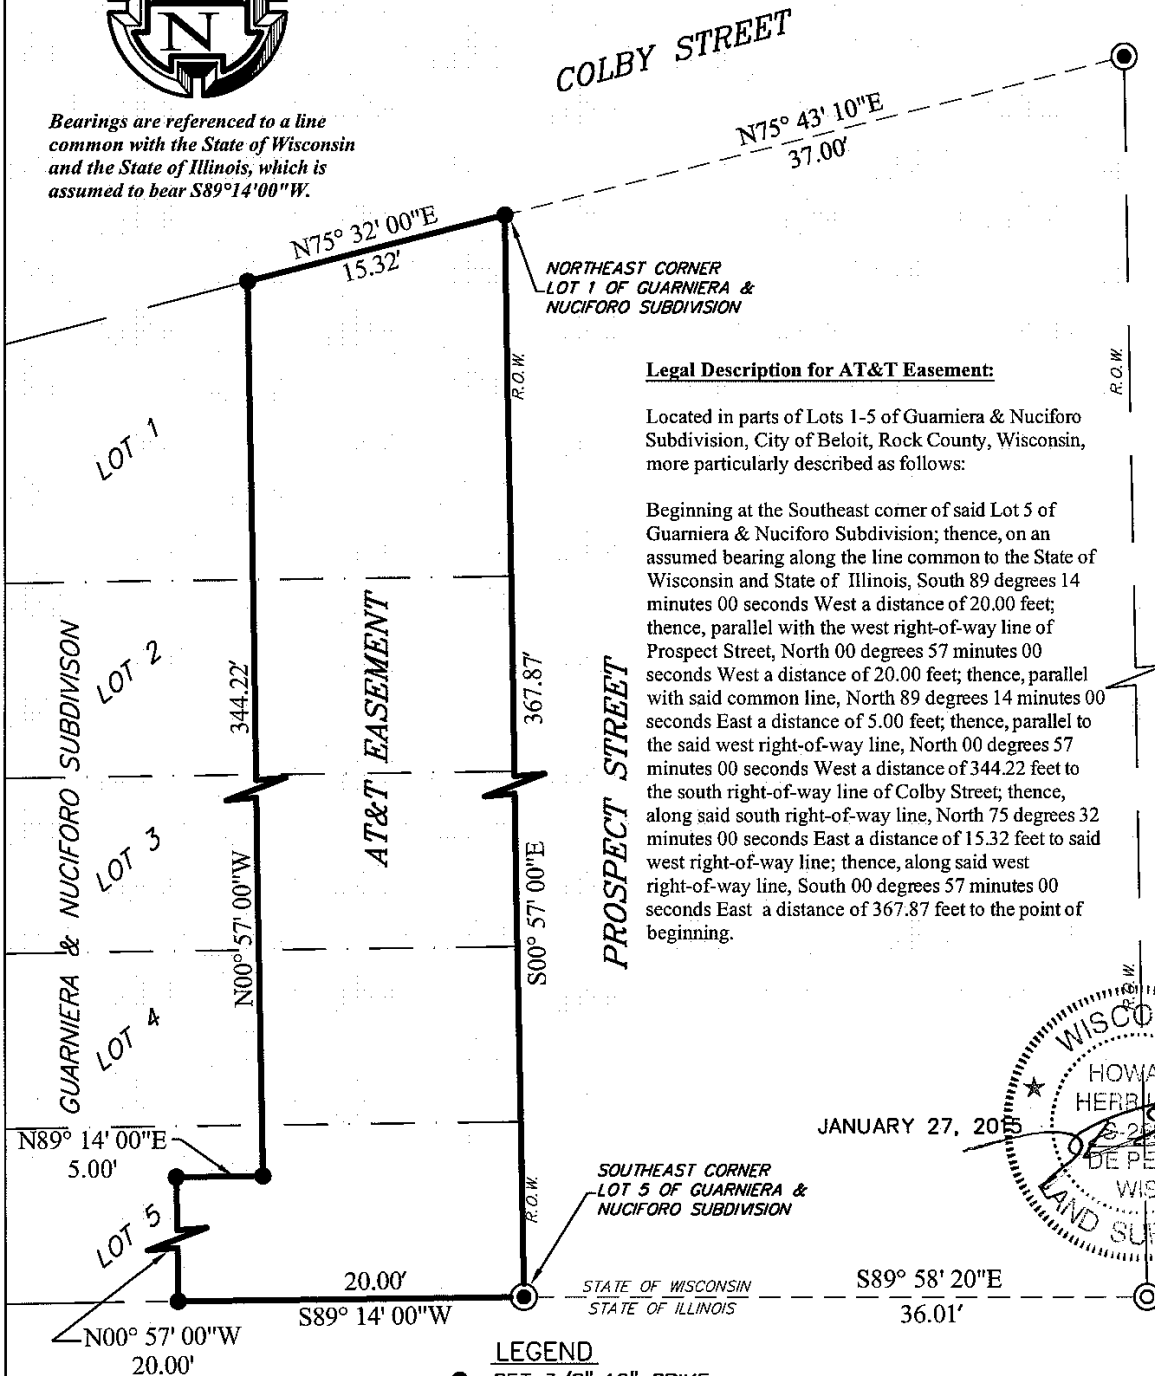 N
COLBY STREET
Bearings are referenced to a line
common with the State of Wisconsin
and the State of Illinois, which is
assumed to bear S89°14'00"W.
N75° 43' 10"E
37.00'
N75° 32' 00"E
15.32'
NORTHEAST CORNER
LOT 1 OF GUARNIERA &
NUCIFORO SUBDIVISION
R.O.W.
R.O.W.
Legal Description for AT&T Easement:
Located in parts of Lots 1-5 of Guarniera & Nuciforo
Subdivision, City of Beloit, Rock County, Wisconsin,
more particularly described as follows:
Beginning at the Southeast corner of said Lot 5 of
Guarniera & Nuciforo Subdivision; thence, on an
assumed bearing along the line common to the State of
Wisconsin and State of Illinois, South 89 degrees 14
minutes 00 seconds West a distance of 20.00 feet;
thence, parallel with the west right-of-way line of
Prospect Street, North 00 degrees 57 minutes 00
seconds West a distance of 20.00 feet; thence, parallel
with said common line, North 89 degrees 14 minutes 00
seconds East a distance of 5.00 feet; thence, parallel to
the said west right-of-way line, North 00 degrees 57
minutes 00 seconds West a distance of 344.22 feet to
the south right-of-way line of Colby Street; thence,
along said south right-of-way line, North 75 degrees 32
minutes 00 seconds East a distance of 15.32 feet to said
west right-of-way line; thence, along said west
right-of-way line, South 00 degrees 57 minutes 00
seconds East a distance of 367.87 feet to the point of
beginning.
LOT 1
LOT 2
LOT 3
LOT 4
LOT 5
GUARNIERA & NUCIFORO SUBDIVISON
344.22'
N00° 57' 00"W
AT&T EASEMENT
367.87'
S00° 57' 00"E
PROSPECT STREET
R.O.W.
R.O.W.
N89° 14' 00"E
5.00'
JANUARY 27, 2015
WISCO
HOWA
DE PE
WIS
LAND SU
SOUTHEAST CORNER
LOT 5 OF GUARNIERA &
NUCIFORO SUBDIVISION
20.00'
S89° 14' 00"W
STATE OF WISCONSIN
STATE OF ILLINOIS
S89° 58' 20"E
36.01'
N00° 57' 00"W
20.00'
LEGEND